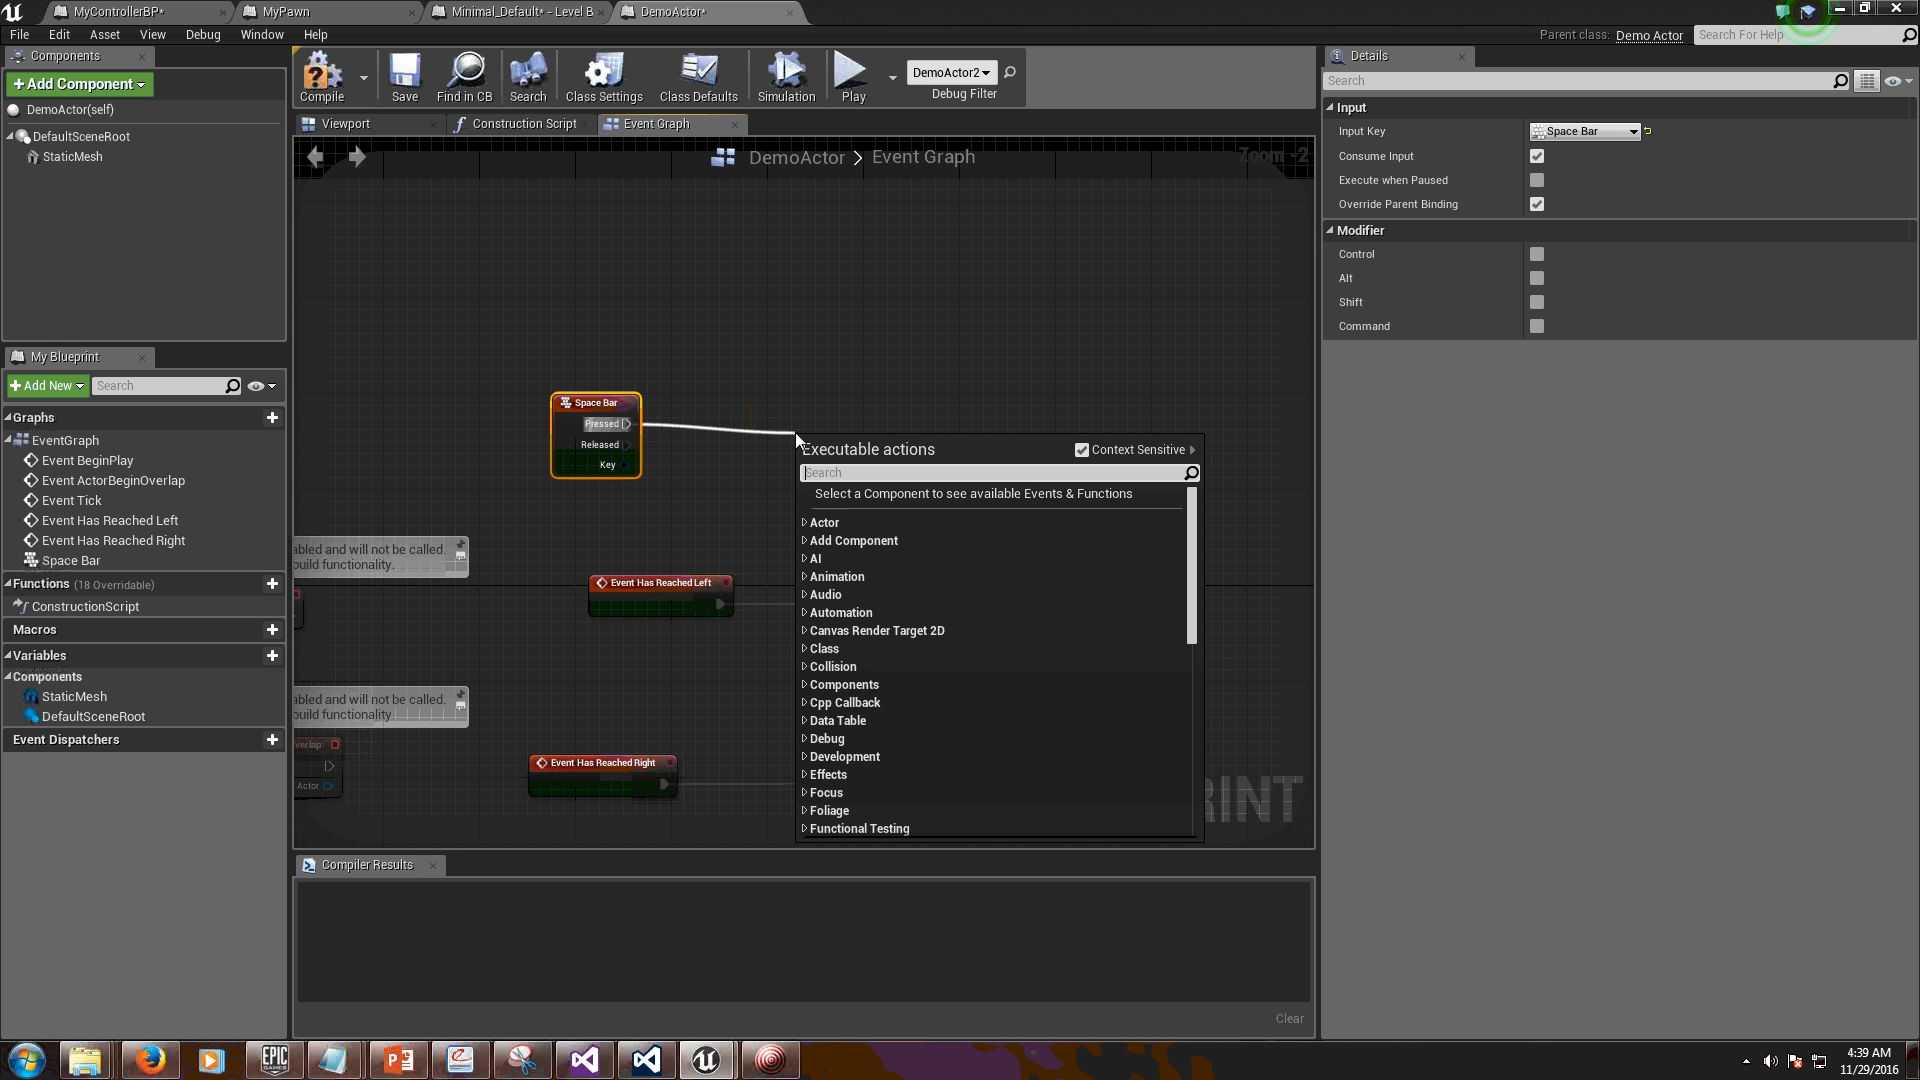 MyControllerBP*
MyPawn
Minimal_Default* - Level B
DemoActor*
File Edit Asset View Debug Window Help
Parent class: Demo Actor
Search For Help
Components
+Add Component
DemoActor(self)
DefaultSceneRoot
StaticMesh
Compile
Save
Find in CB
Search
Class Settings
Class Defaults
Simulation
Play
DemoActor2
Debug Filter
Viewport
Construction Script
Event Graph
DemoActor > Event Graph
Zoom -2
My Blueprint
+Add New
Search
Graphs
EventGraph
Event BeginPlay
Event ActorBeginOverlap
Event Tick
Event Has Reached Left
Event Has Reached Right
Space Bar
Functions (18 Overridable)
ConstructionScript
Macros
Variables
Components
StaticMesh
DefaultSceneRoot
Event Dispatchers
Space Bar
Pressed
Released
Key
abled and will not be called.
build functionality.
Event Has Reached Left
abled and will not be called.
build functionality.
verlap
Actor
Event Has Reached Right
Executable actions
Context Sensitive
Search
Select a Component to see available Events & Functions
Actor
Add Component
AI
Animation
Audio
Automation
Canvas Render Target 2D
Class
Collision
Components
Cpp Callback
Data Table
Debug
Development
Effects
Focus
Foliage
Functional Testing
RINT
Compiler Results
Clear
Details
Search
Input
Input Key
Space Bar
Consume Input
Execute when Paused
Override Parent Binding
Modifier
Control
Alt
Shift
Command
EPIC
GAMES
4:39 AM
11/29/2016